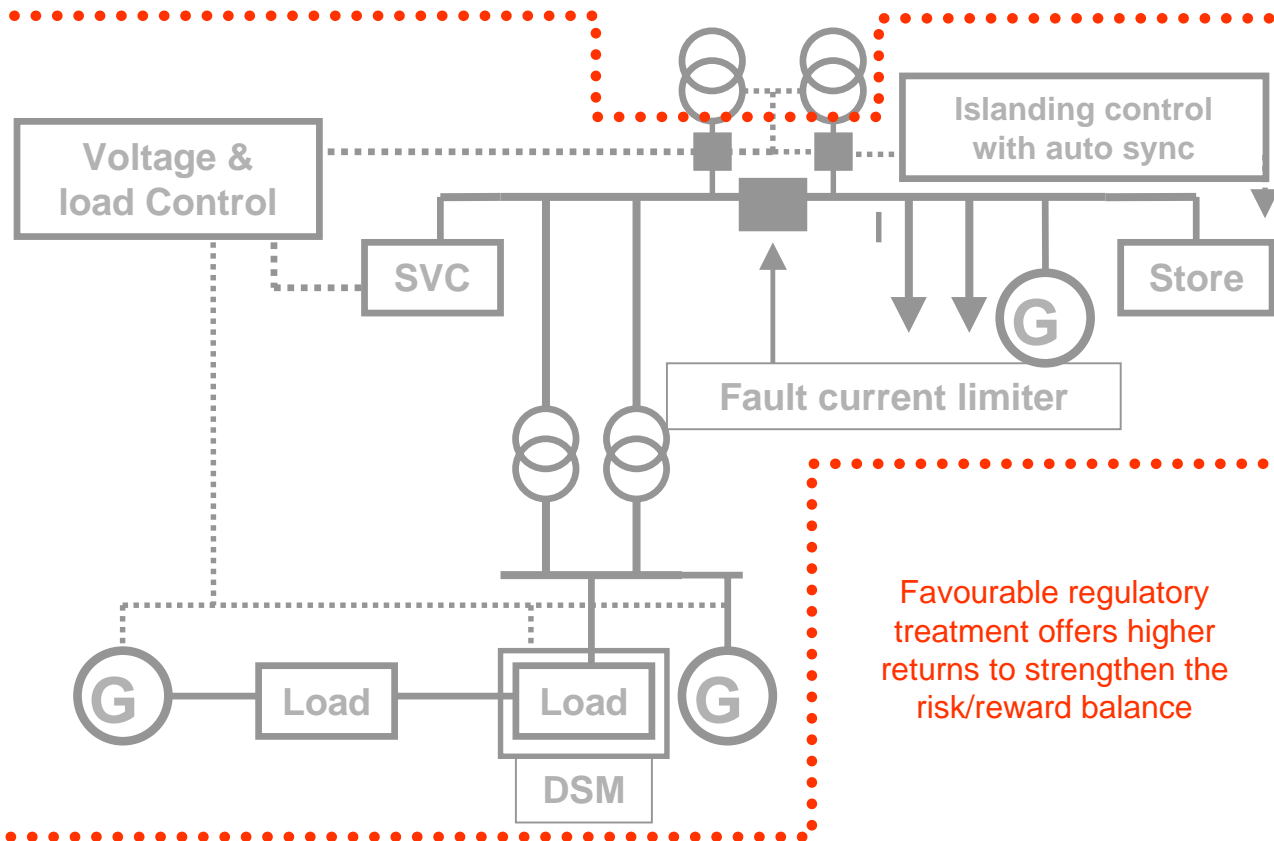 Islanding control
with auto sync
Voltage &
load Control
SVC
Store
G
Fault current limiter
Favourable regulatory
treatment offers higher
returns to strengthen the
risk/reward balance
G
Load
Load
G
DSM